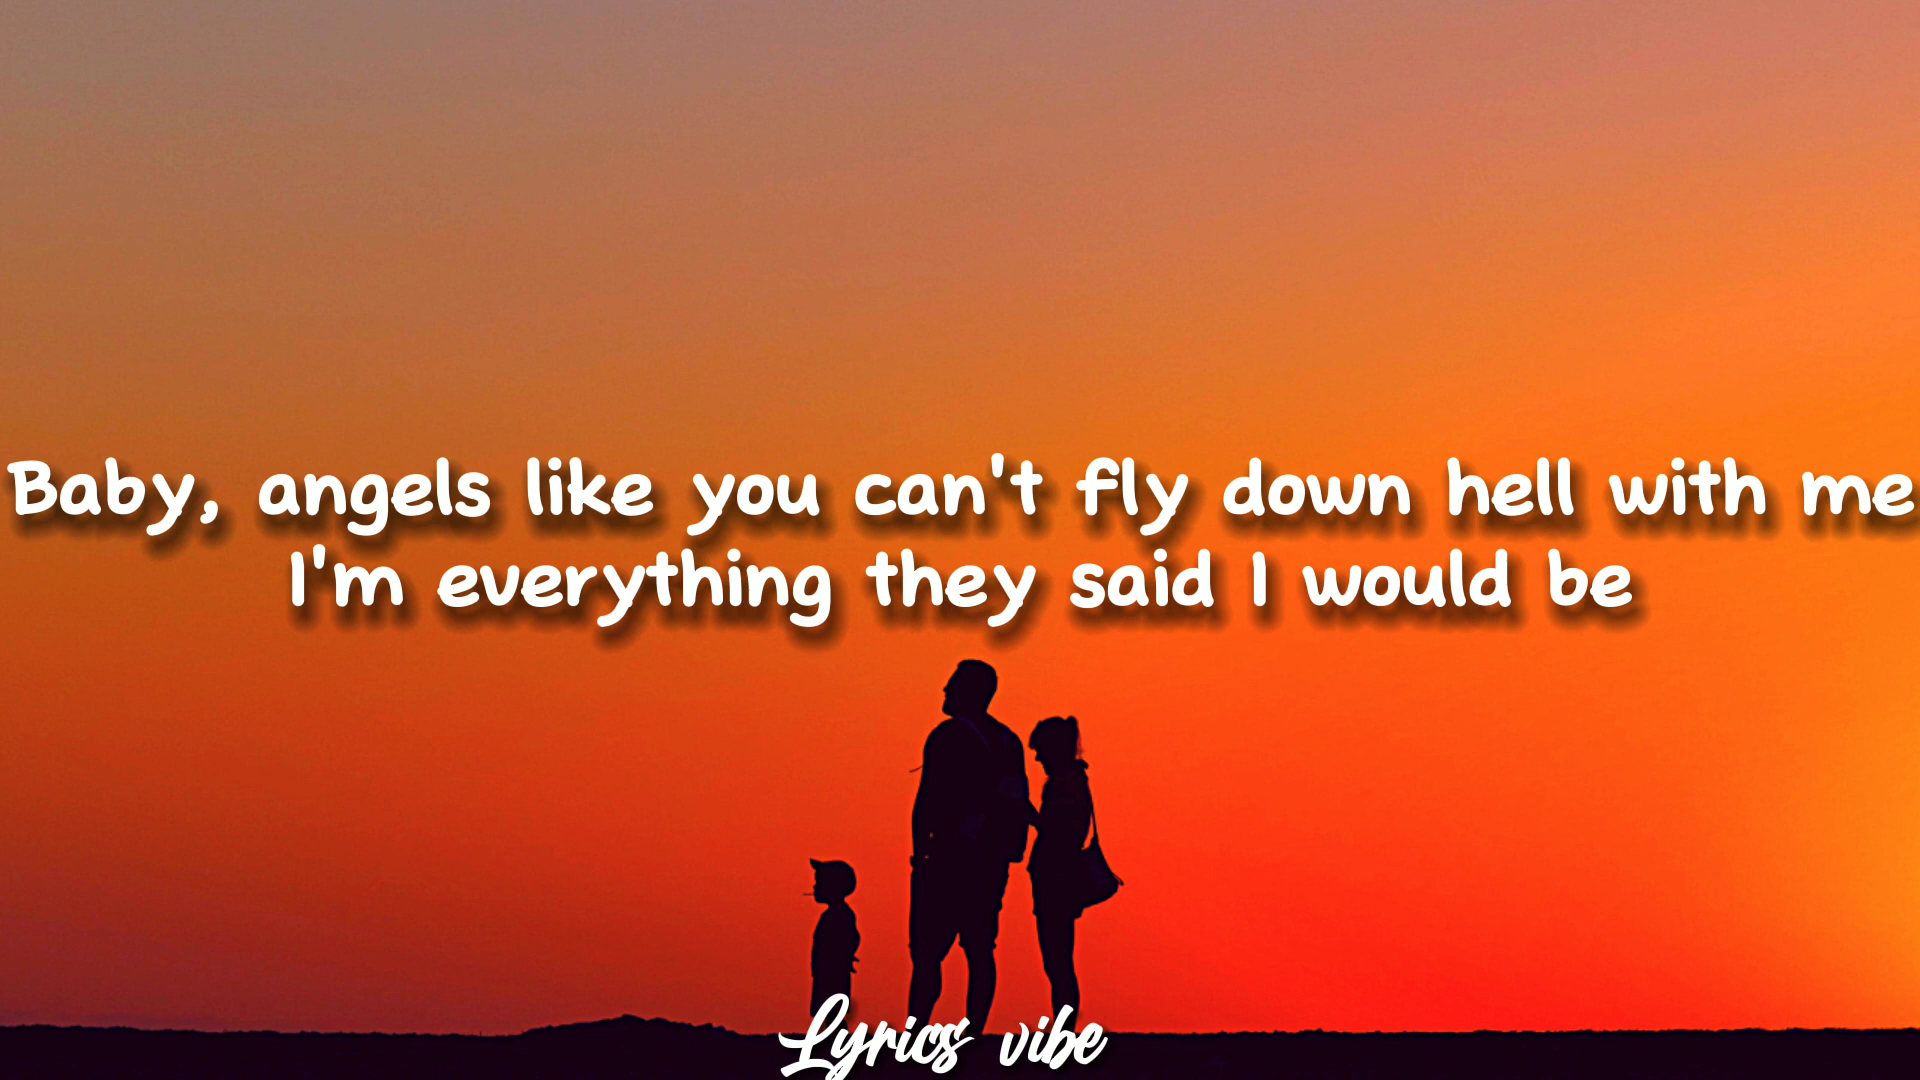 Baby, angels like you can't fly down hell with me
I'm everything they said I would be
Lyrics vibe